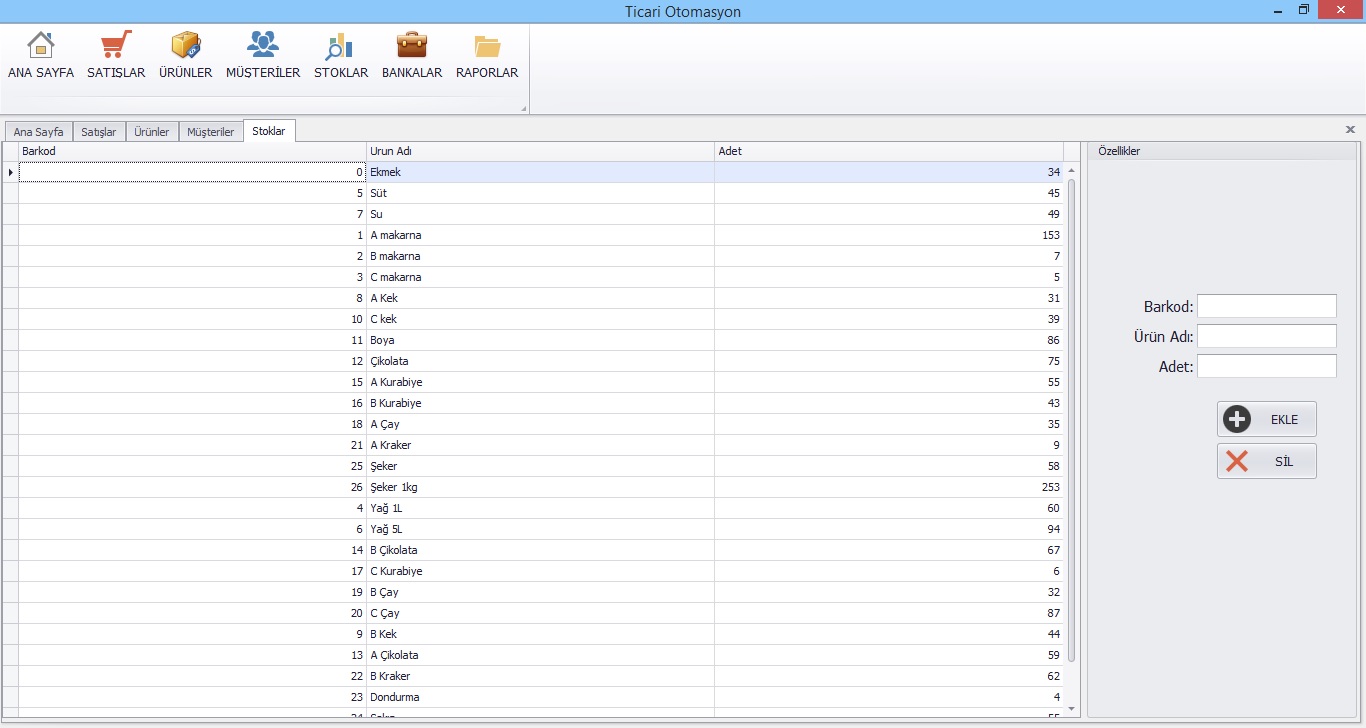 Ticari Otomasyon
ANA SAYFA SATIŞLAR ÜRÜNLER MÜŞTERİLER STOKLAR BANKALAR RAPORLAR
Ana Sayfa Satışlar Ürünler Müşteriler Stoklar
Barkod Urun Adı Adet Özellikler
0 Ekmek 34
5 Süt 45
7 Su 49
1 A makarna 153
2 B makarna 7
3 C makarna 5
8 A Kek 31
Barkod:
10 C kek 39
Ürün Adı:
11 Boya 86
12 Çikolata 75
Adet:
15 A Kurabiye 55
16 B Kurabiye 43
18 A Çay 35
EKLE
21 A Kraker 9
25 Şeker 58
SİL
26 Şeker 1kg 253
4 Yağ 1L 60
6 Yağ 5L 94
14 B Çikolata 67
17 C Kurabiye 6
19 B Çay 32
20 C Çay 87
9 B Kek 44
13 A Çikolata 59
22 B Kraker 62
23 Dondurma 4